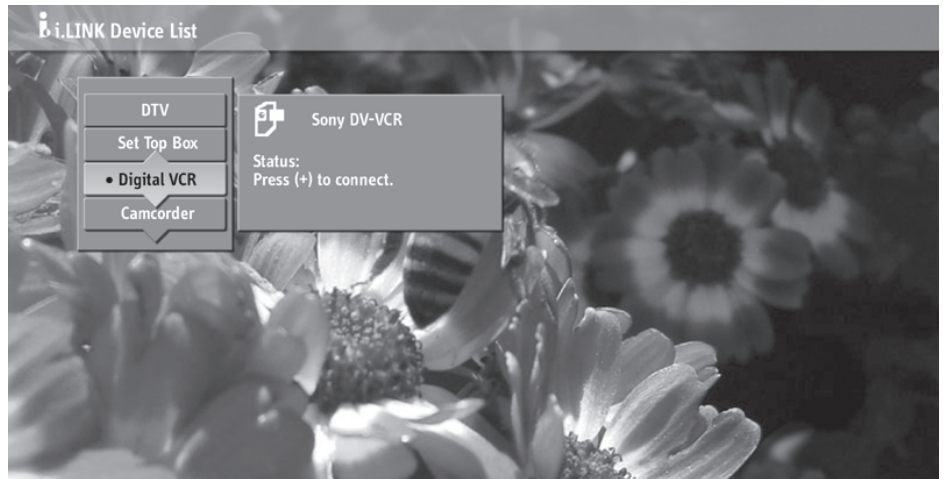 i.LINK Device List
DTV
Set Top Box
• Digital VCR
Camcorder
Sony DV-VCR
Status:
Press (+) to connect.